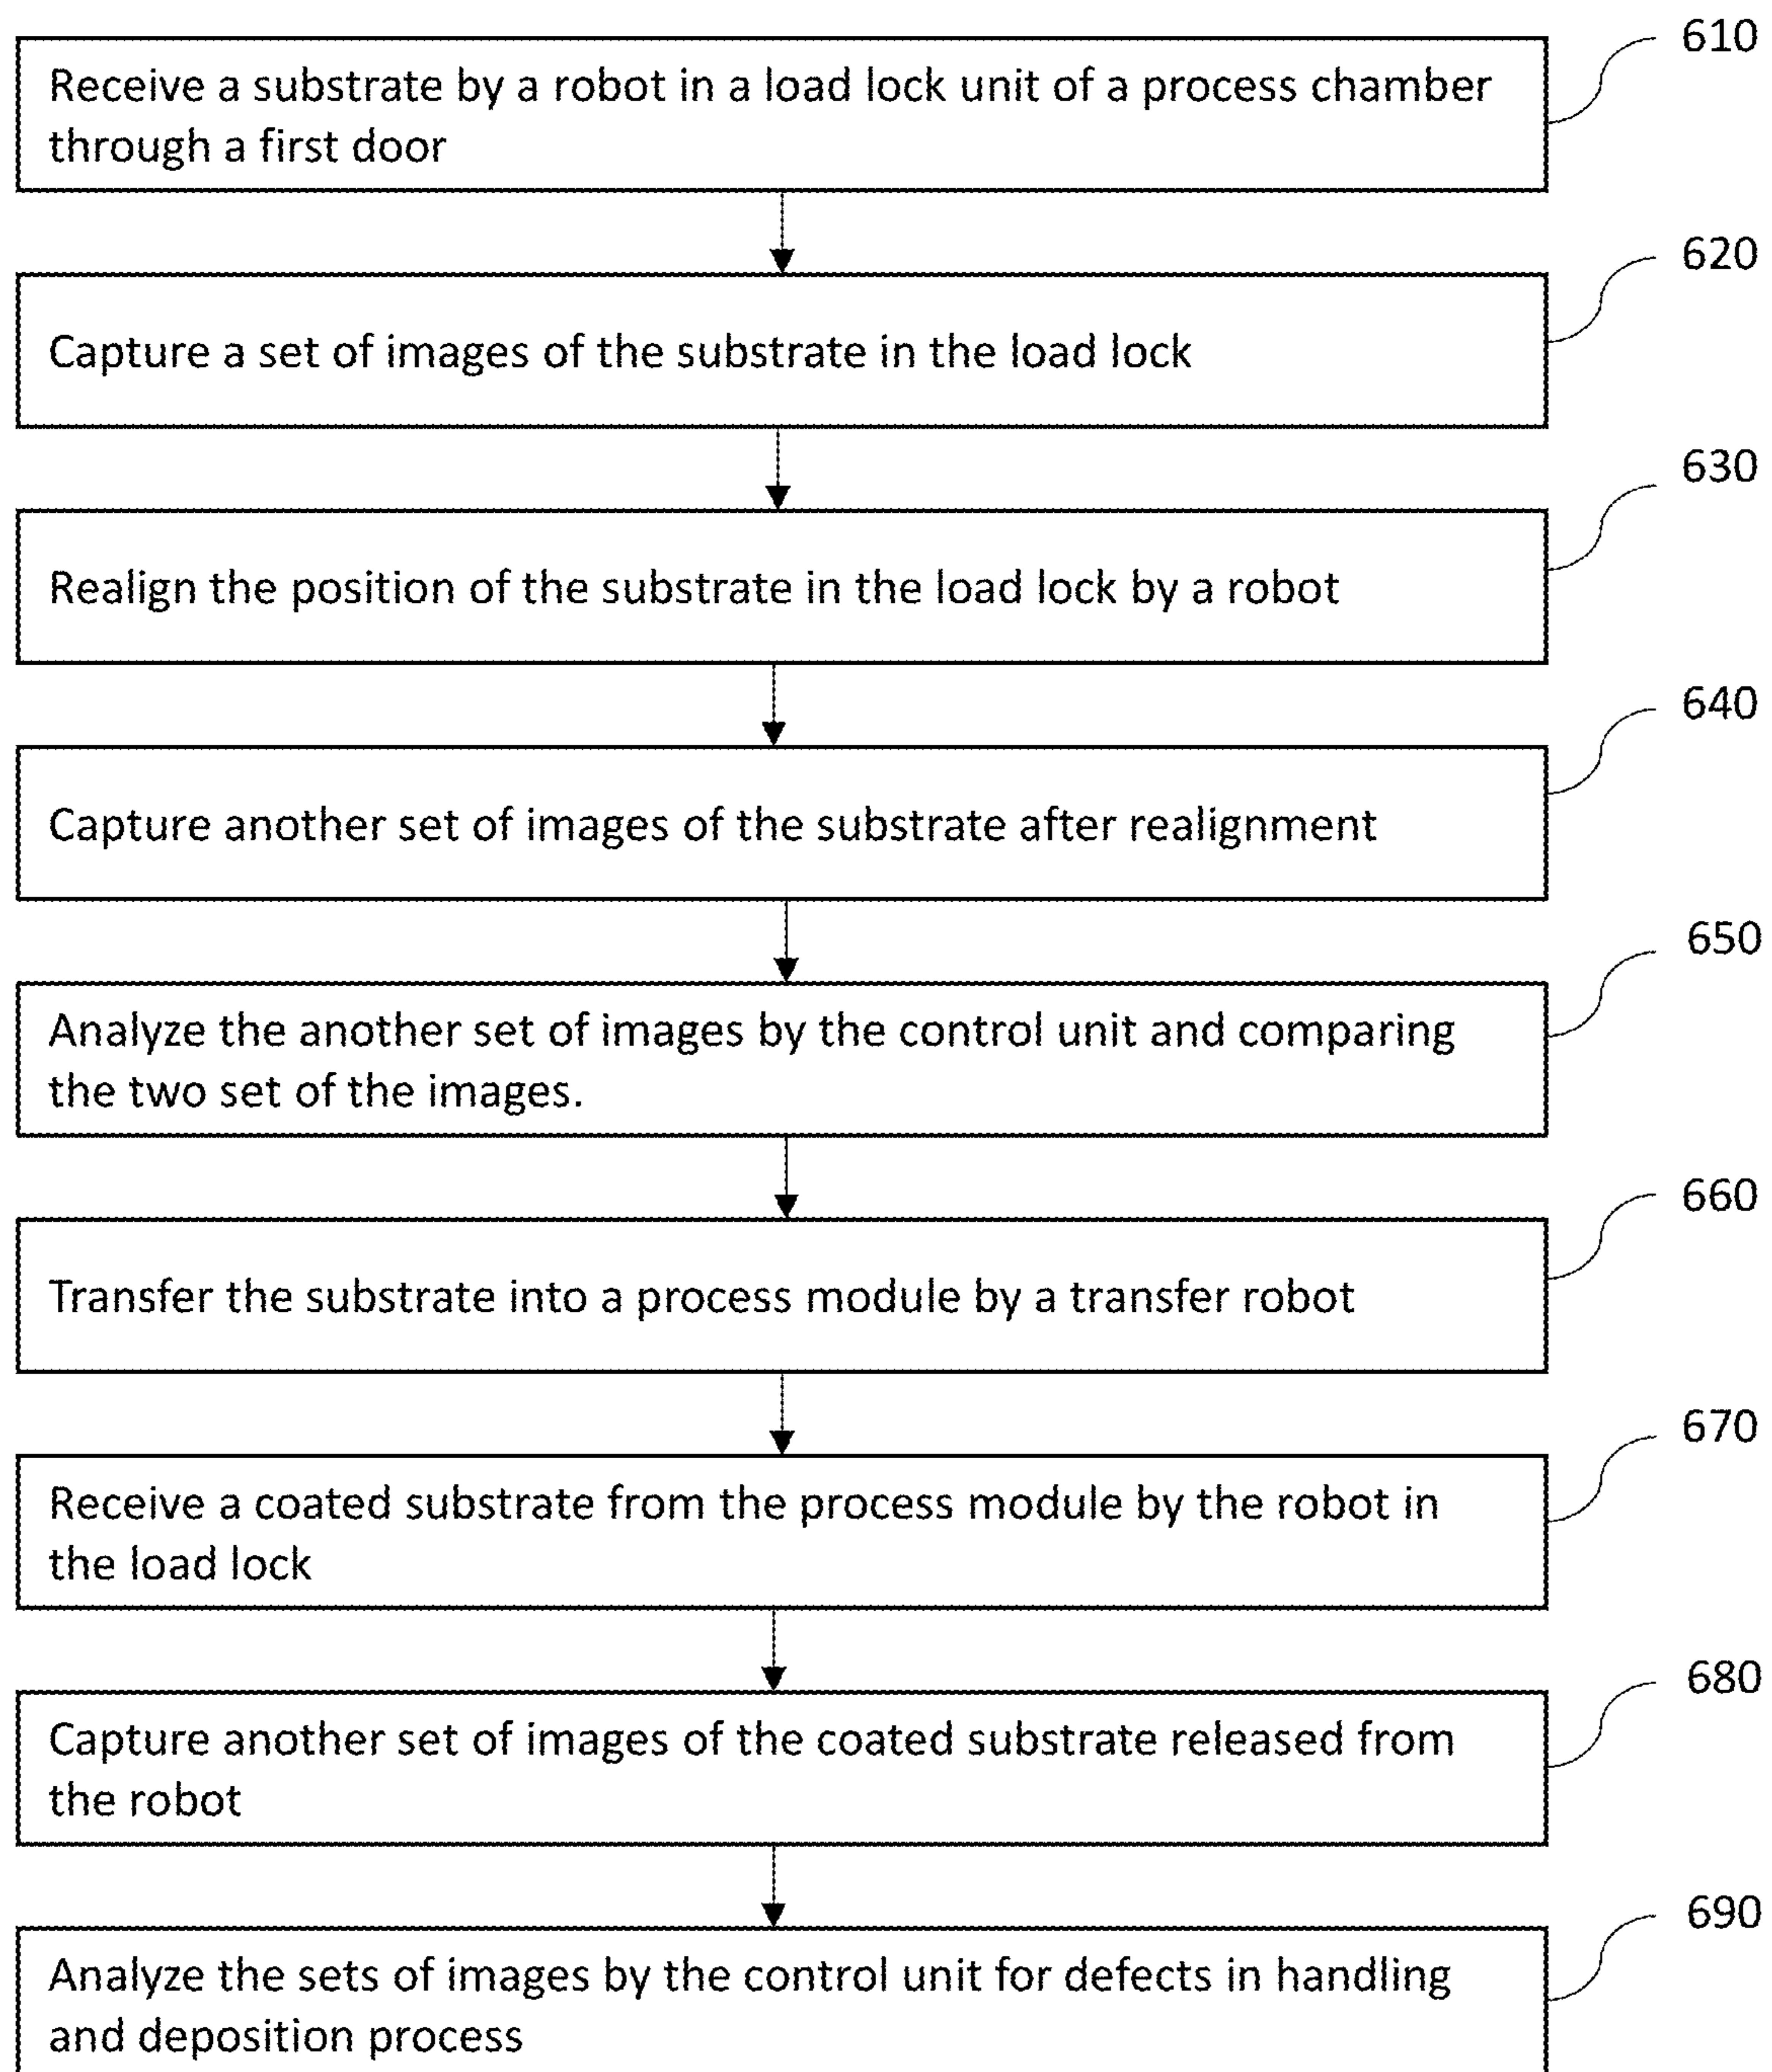 610
Receive a substrate by a robot in a load lock unit of a process chamber
through a first door
620
Capture a set of images of the substrate in the load lock
630
Realign the position of the substrate in the load lock by a robot
640
Capture another set of images of the substrate after realignment
650
Analyze the another set of images by the control unit and comparing
the two set of the images.
660
Transfer the substrate into a process module by a transfer robot
670
Receive a coated substrate from the process module by the robot in
the load lock
680
Capture another set of images of the coated substrate released from
the robot
690
Analyze the sets of images by the control unit for defects in handling
and deposition process